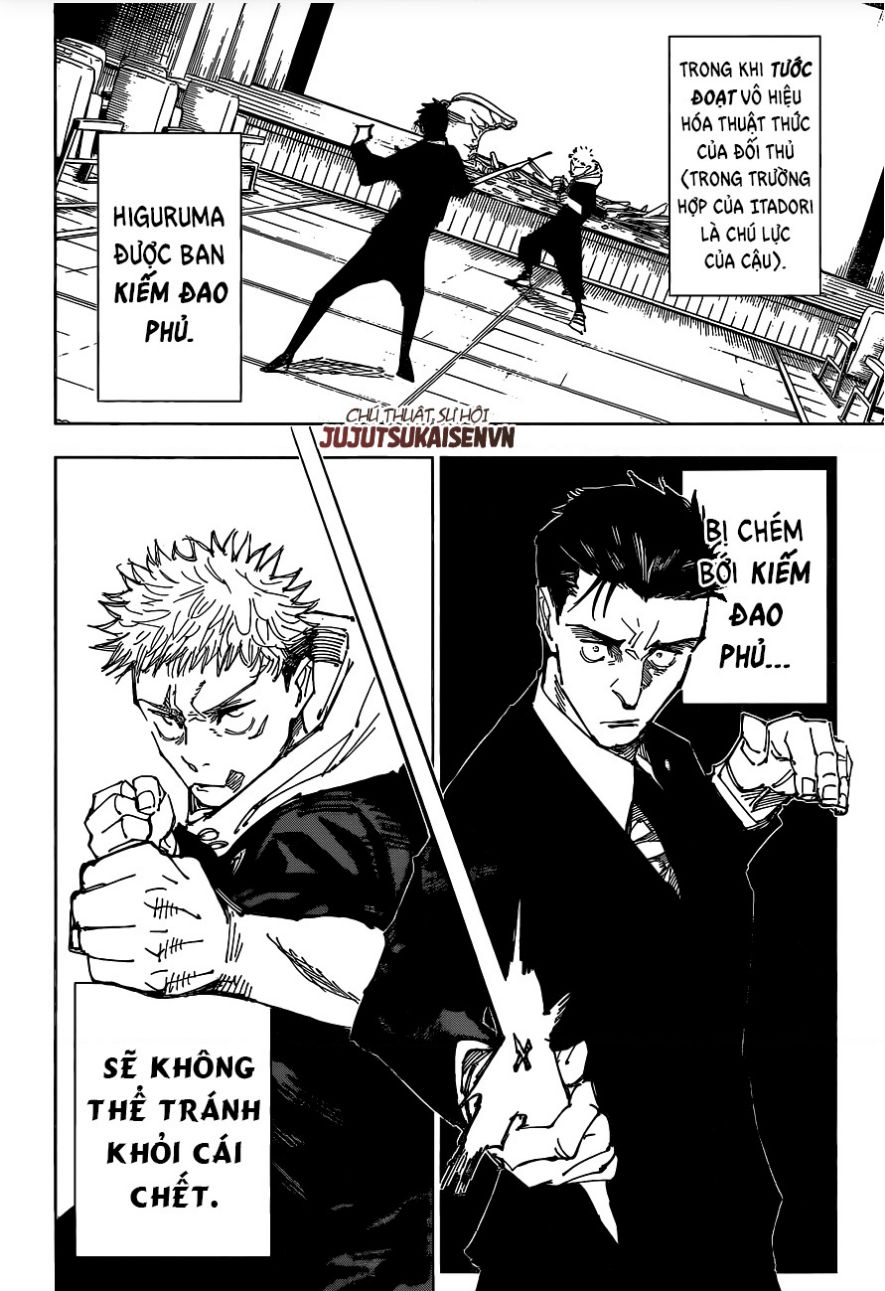 TRONG KHI TƯỚC
ĐOẠT VÔ HIỆU
HÓA THUẬT THỨC
CỦA ĐỐI THỦ
(TRONG TRƯỜNG
HỢP CỦA ITADORI
LÀ CHÚ LỰC
CỦA CẬU).
HIGURUMA
ĐƯỢC BAN
KIẾM ĐAO
PHỦ.
CHÚ THUẬT SƯ HỒI
JUJUTSUKAISENVN
BỊ CHÉM
BỞI KIẾM
ĐAO
PHỦ...
SẼ KHÔNG
THỂ TRÁNH
KHỎI CÁI
CHẾT.